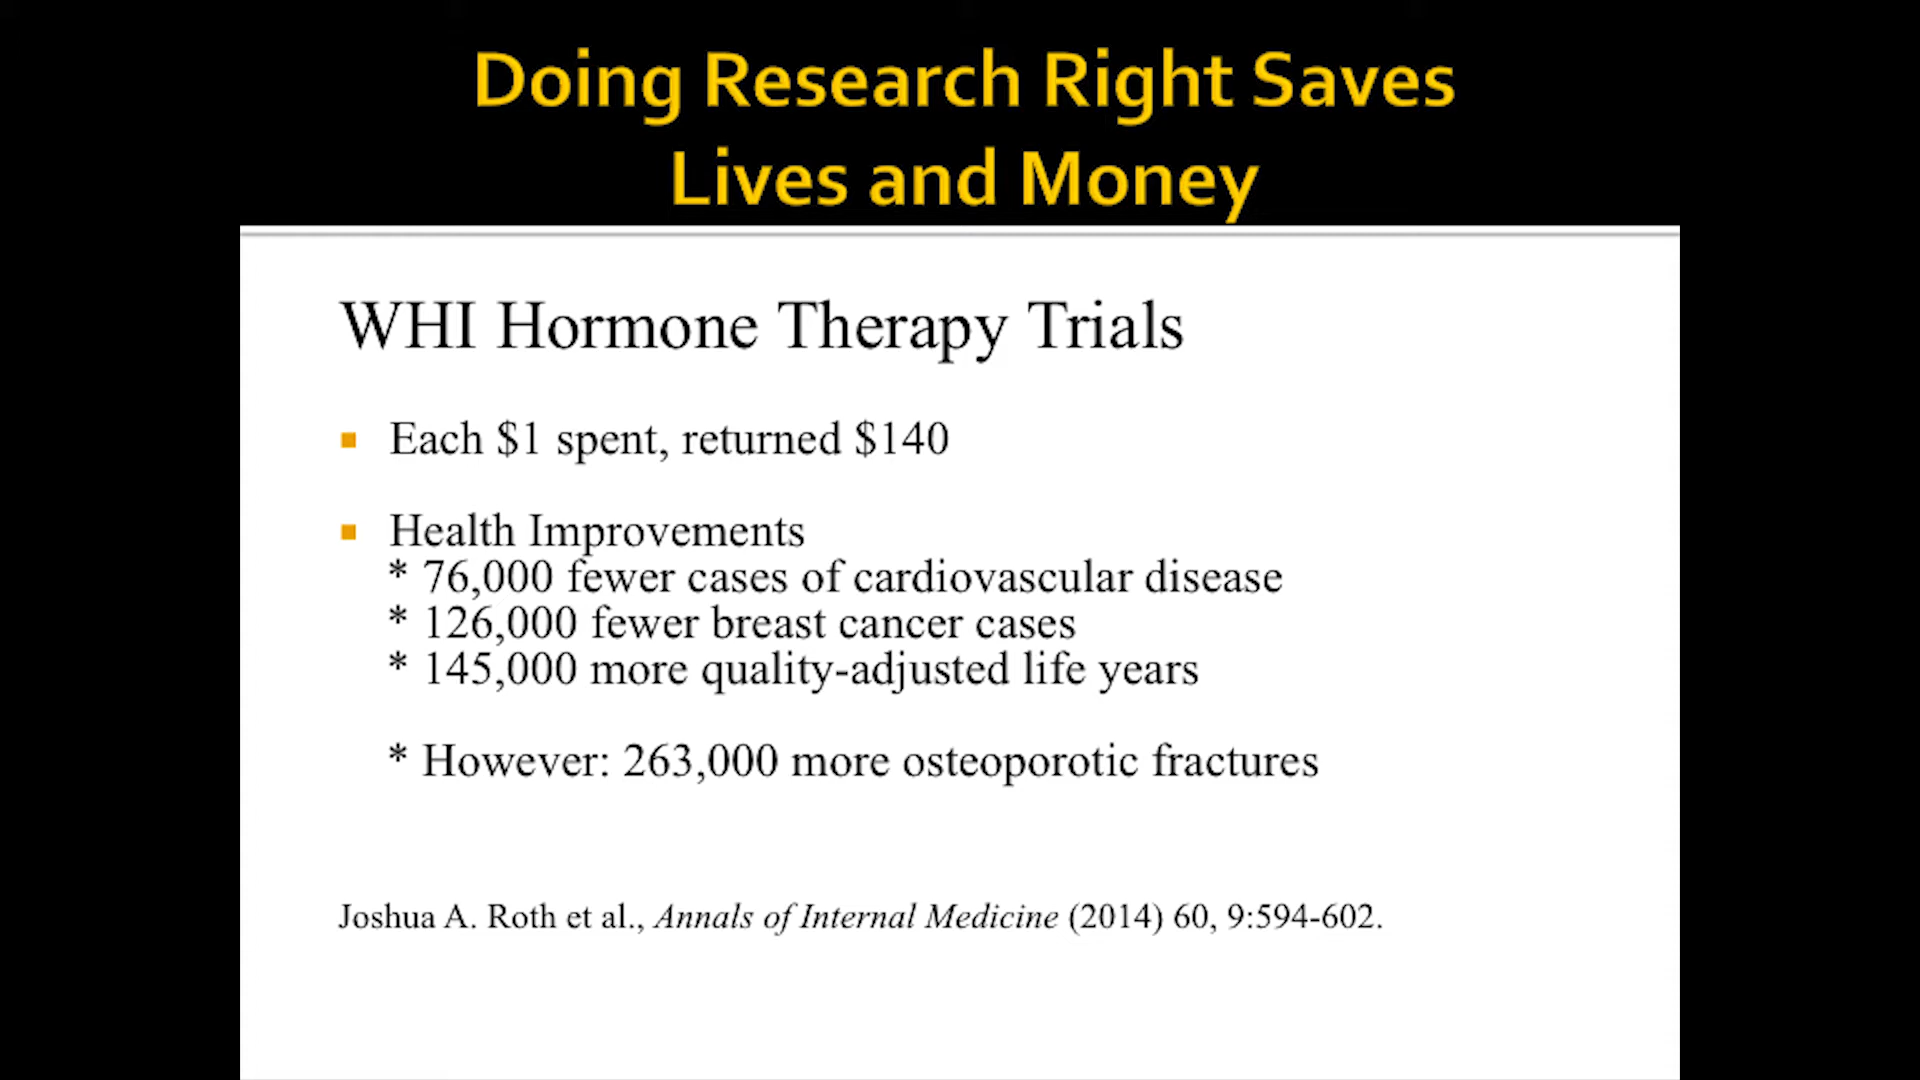 Doing Research Right Saves
Lives and Money
WHI Hormone Therapy Trials
Each $1 spent, returned $140
Health Improvements
* 76,000 fewer cases of cardiovascular disease
* 126,000 fewer breast cancer cases
* 145,000 more quality-adjusted life years
* However: 263,000 more osteoporotic fractures
Joshua A. Roth et al., Annals of Internal Medicine (2014) 60, 9:594-602.